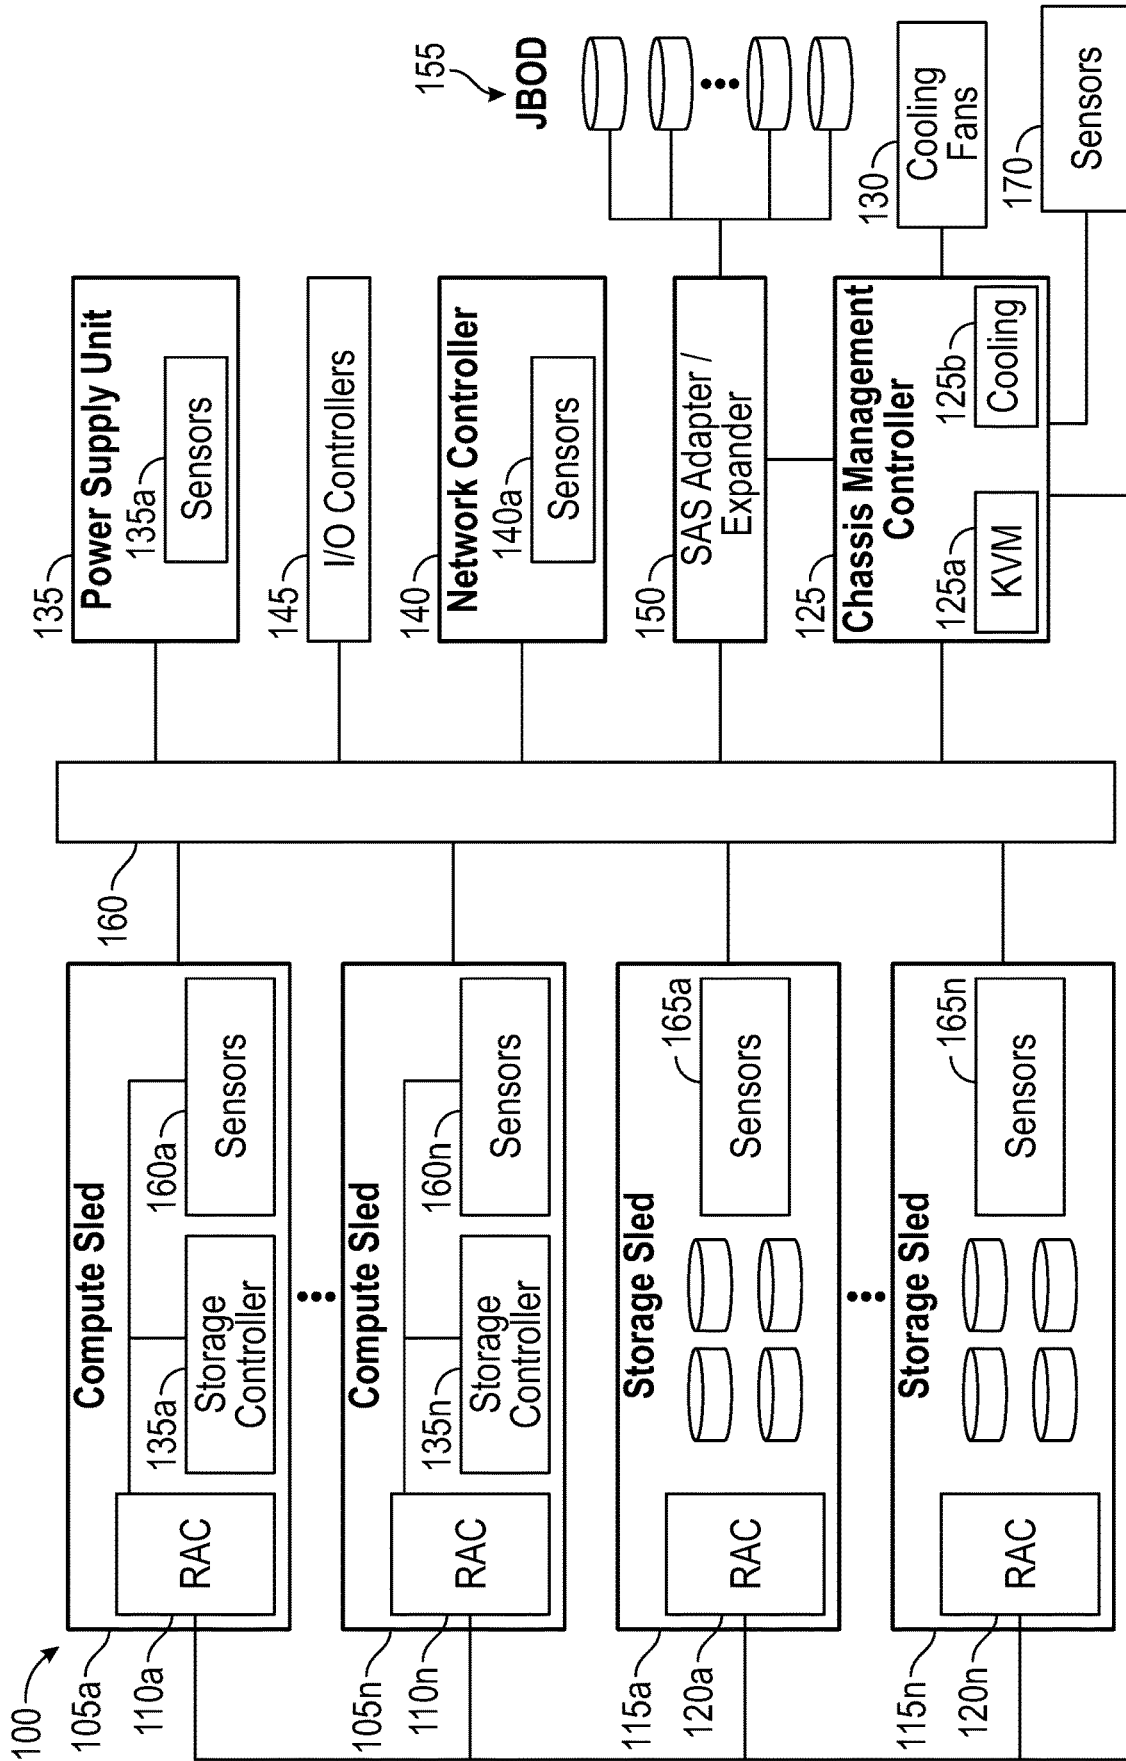 100
105a
110a
Compute Sled
RAC
135a
Storage
Controller
160a
Sensors
105n
110n
Compute Sled
RAC
135n
Storage
Controller
160n
Sensors
115a
120a
Storage Sled
RAC
165a
Sensors
115n
120n
Storage Sled
RAC
165n
Sensors
160
135
Power Supply Unit
135a
Sensors
145
I/O Controllers
140
Network Controller
140a
Sensors
150
SAS Adapter /
Expander
155
JBOD
125
Chassis Management
Controller
125a
KVM
125b
Cooling
130
Cooling
Fans
170
Sensors